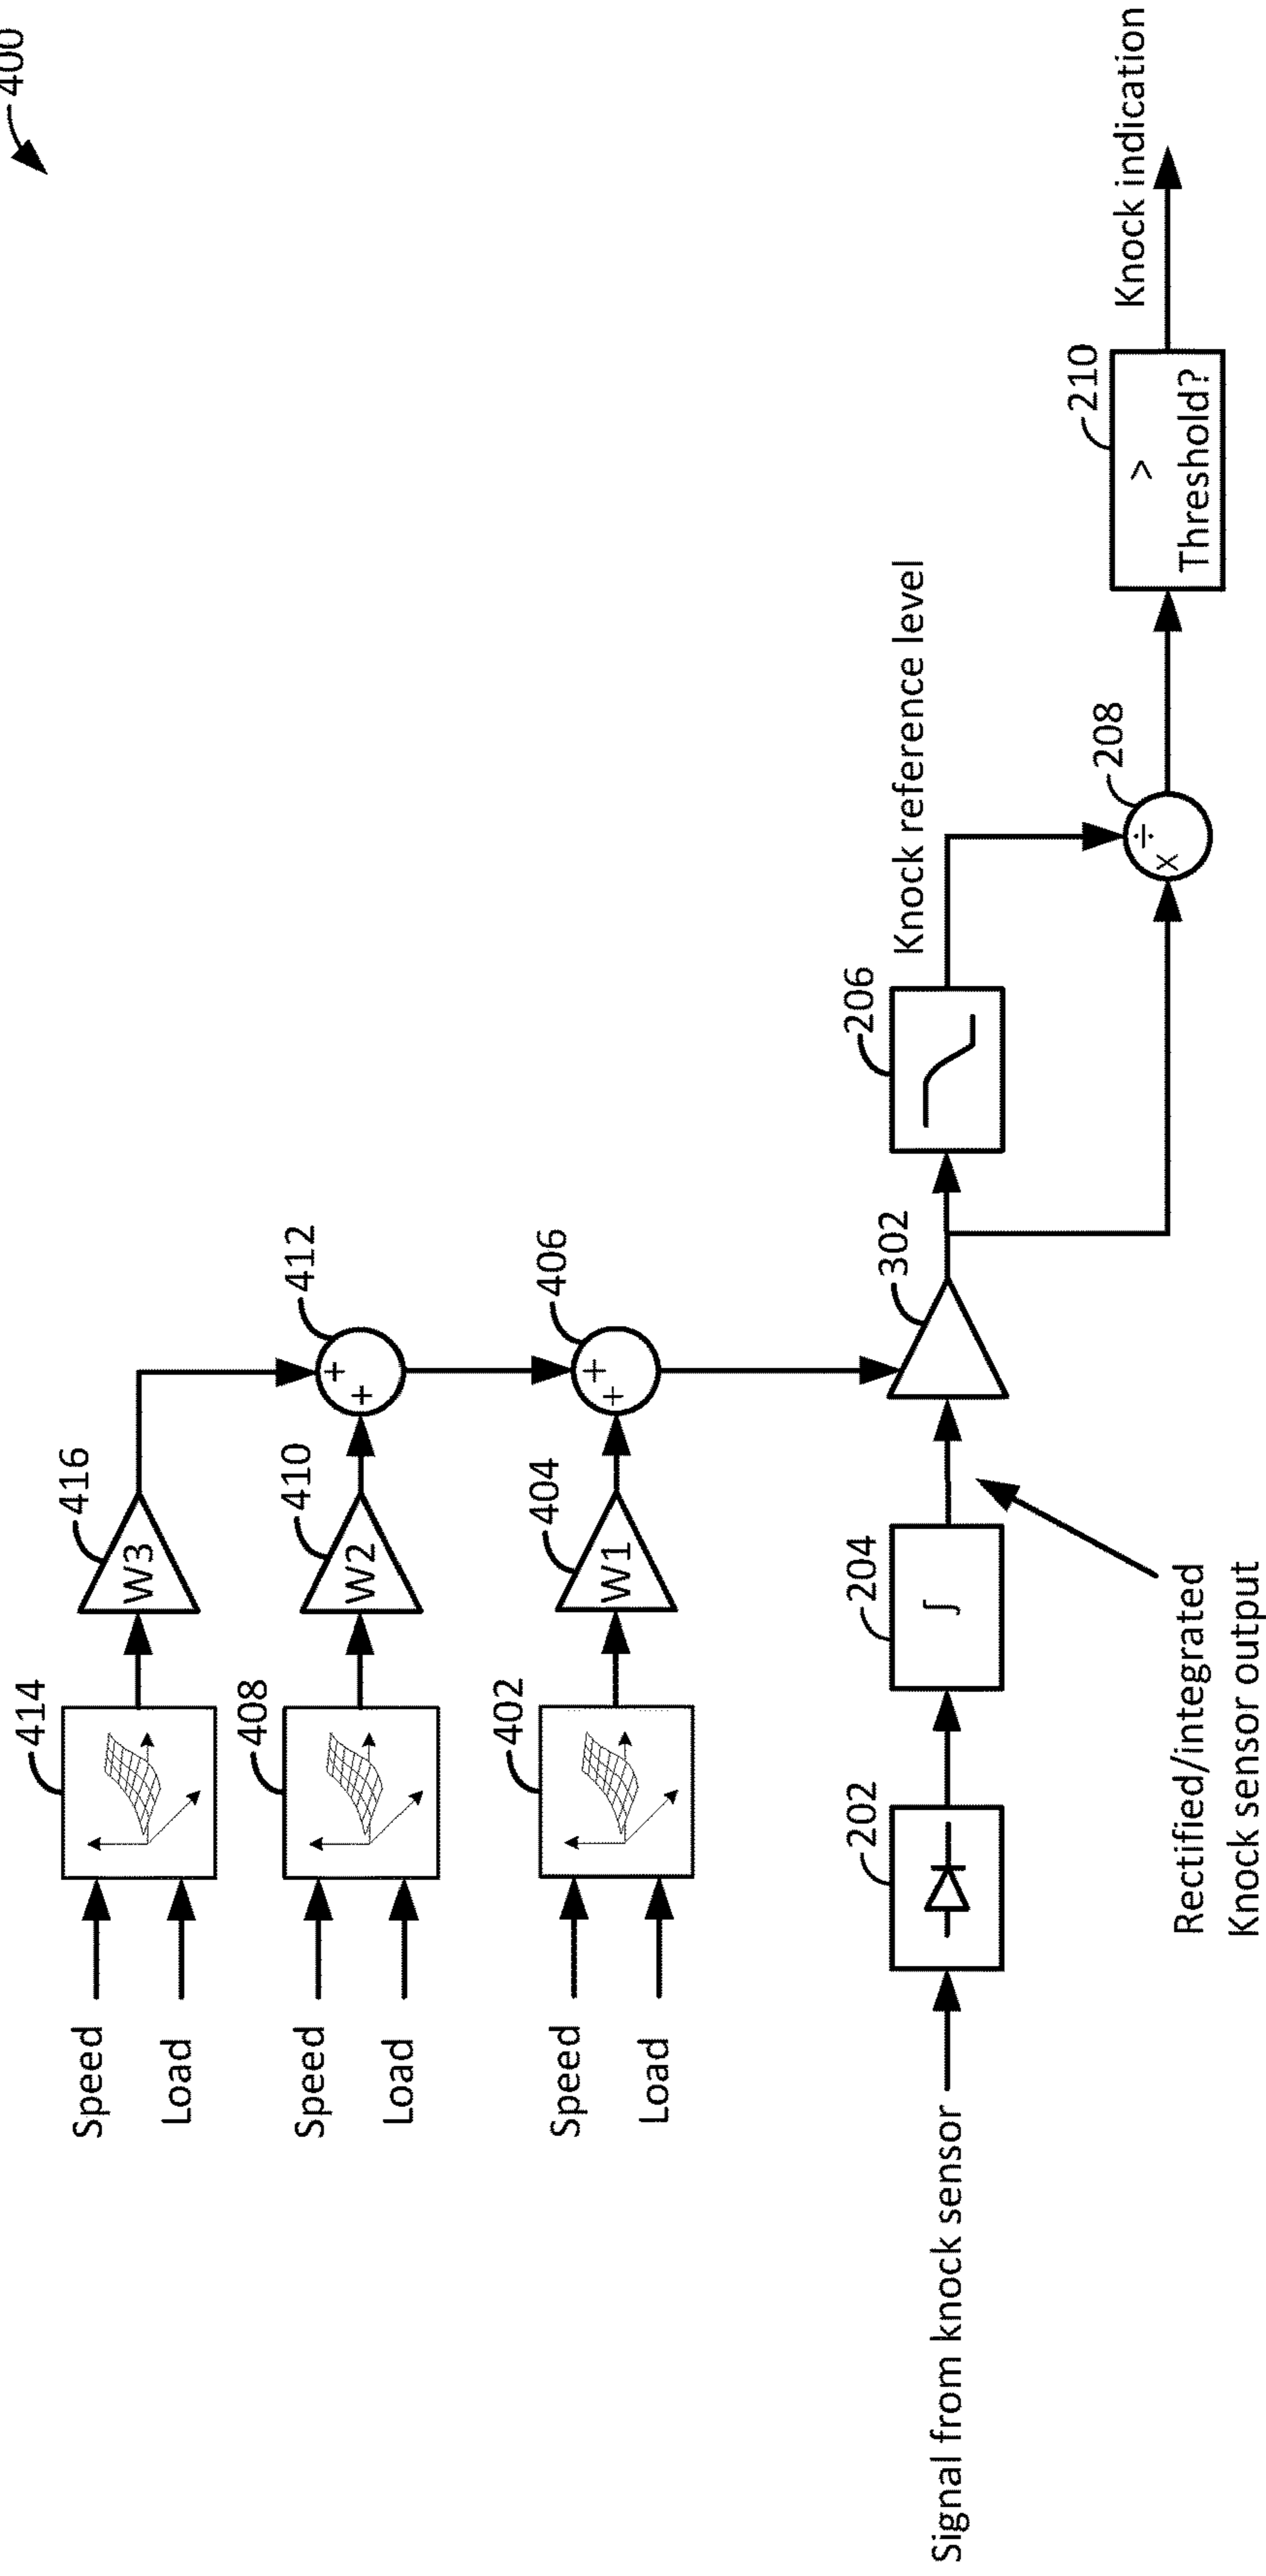 400
414
Speed
Load
W3
416
408
Speed
Load
W2
410
+
+
412
402
Speed
Load
W1
404
+
+
406
Signal from knock sensor
202
204
∫
Rectified/integrated
Knock sensor output
302
206
Knock reference level
÷
x
208
210
>
Threshold?
Knock indication